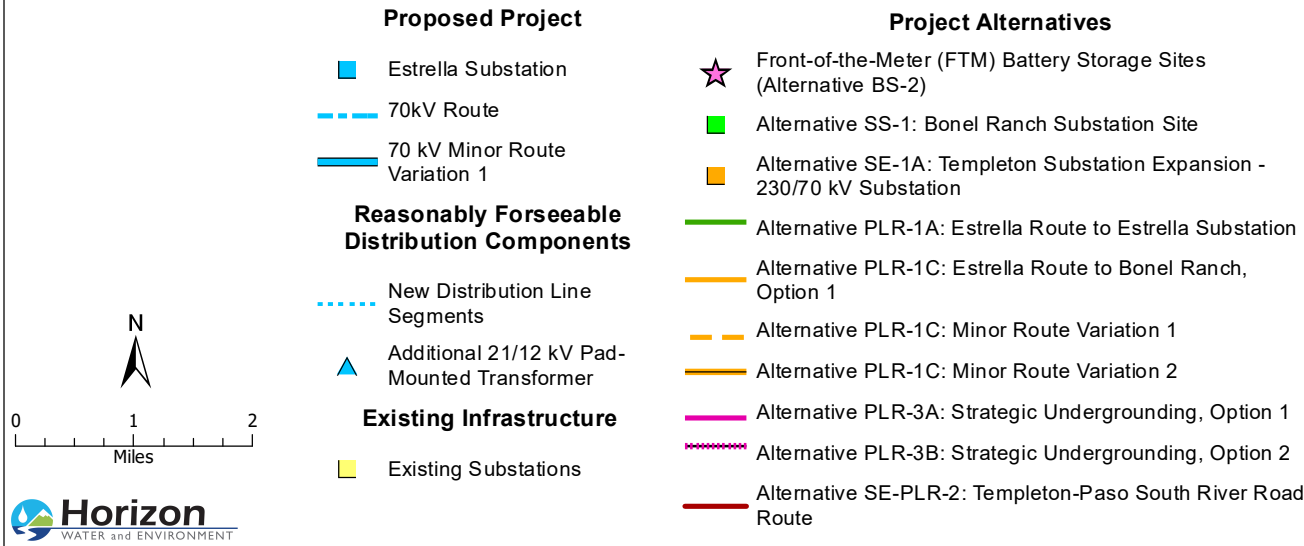 Proposed Project
Estrella Substation
70kV Route
70 kV Minor Route
Variation 1
Reasonably Forseeable
Distribution Components
New Distribution Line
Segments
Additional 21/12 kV Pad-
Mounted Transformer
Existing Infrastructure
Existing Substations
N
0 1 2
Miles
Horizon
WATER and ENVIRONMENT
Project Alternatives
Front-of-the-Meter (FTM) Battery Storage Sites
(Alternative BS-2)
Alternative SS-1: Bonel Ranch Substation Site
Alternative SE-1A: Templeton Substation Expansion -
230/70 kV Substation
Alternative PLR-1A: Estrella Route to Estrella Substation
Alternative PLR-1C: Estrella Route to Bonel Ranch,
Option 1
Alternative PLR-1C: Minor Route Variation 1
Alternative PLR-1C: Minor Route Variation 2
Alternative PLR-3A: Strategic Undergrounding, Option 1
Alternative PLR-3B: Strategic Undergrounding, Option 2
Alternative SE-PLR-2: Templeton-Paso South River Road
Route